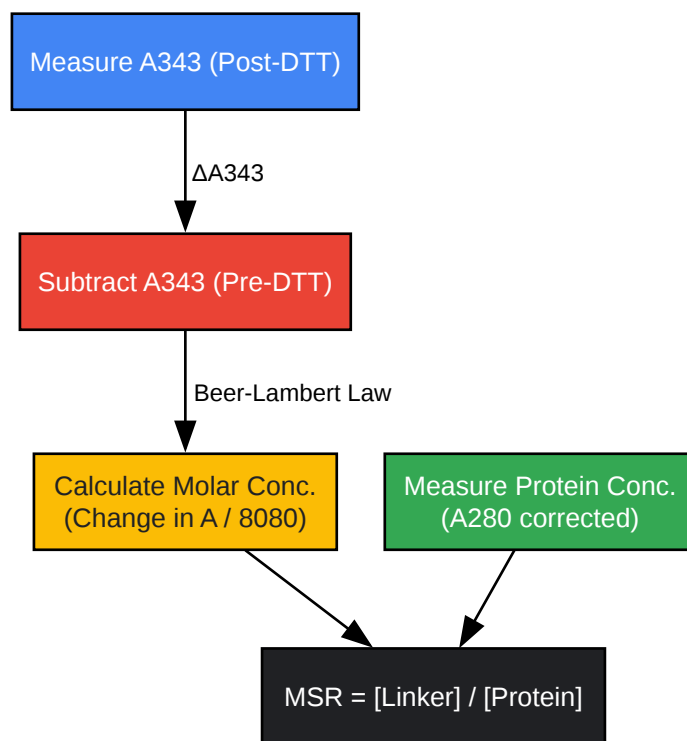 Measure A343 (Post-DTT)
ΔA343
Subtract A343 (Pre-DTT)
Beer-Lambert Law
Calculate Molar Conc.
(Change in A / 8080)
Measure Protein Conc.
(A280 corrected)
MSR = [Linker] / [Protein]